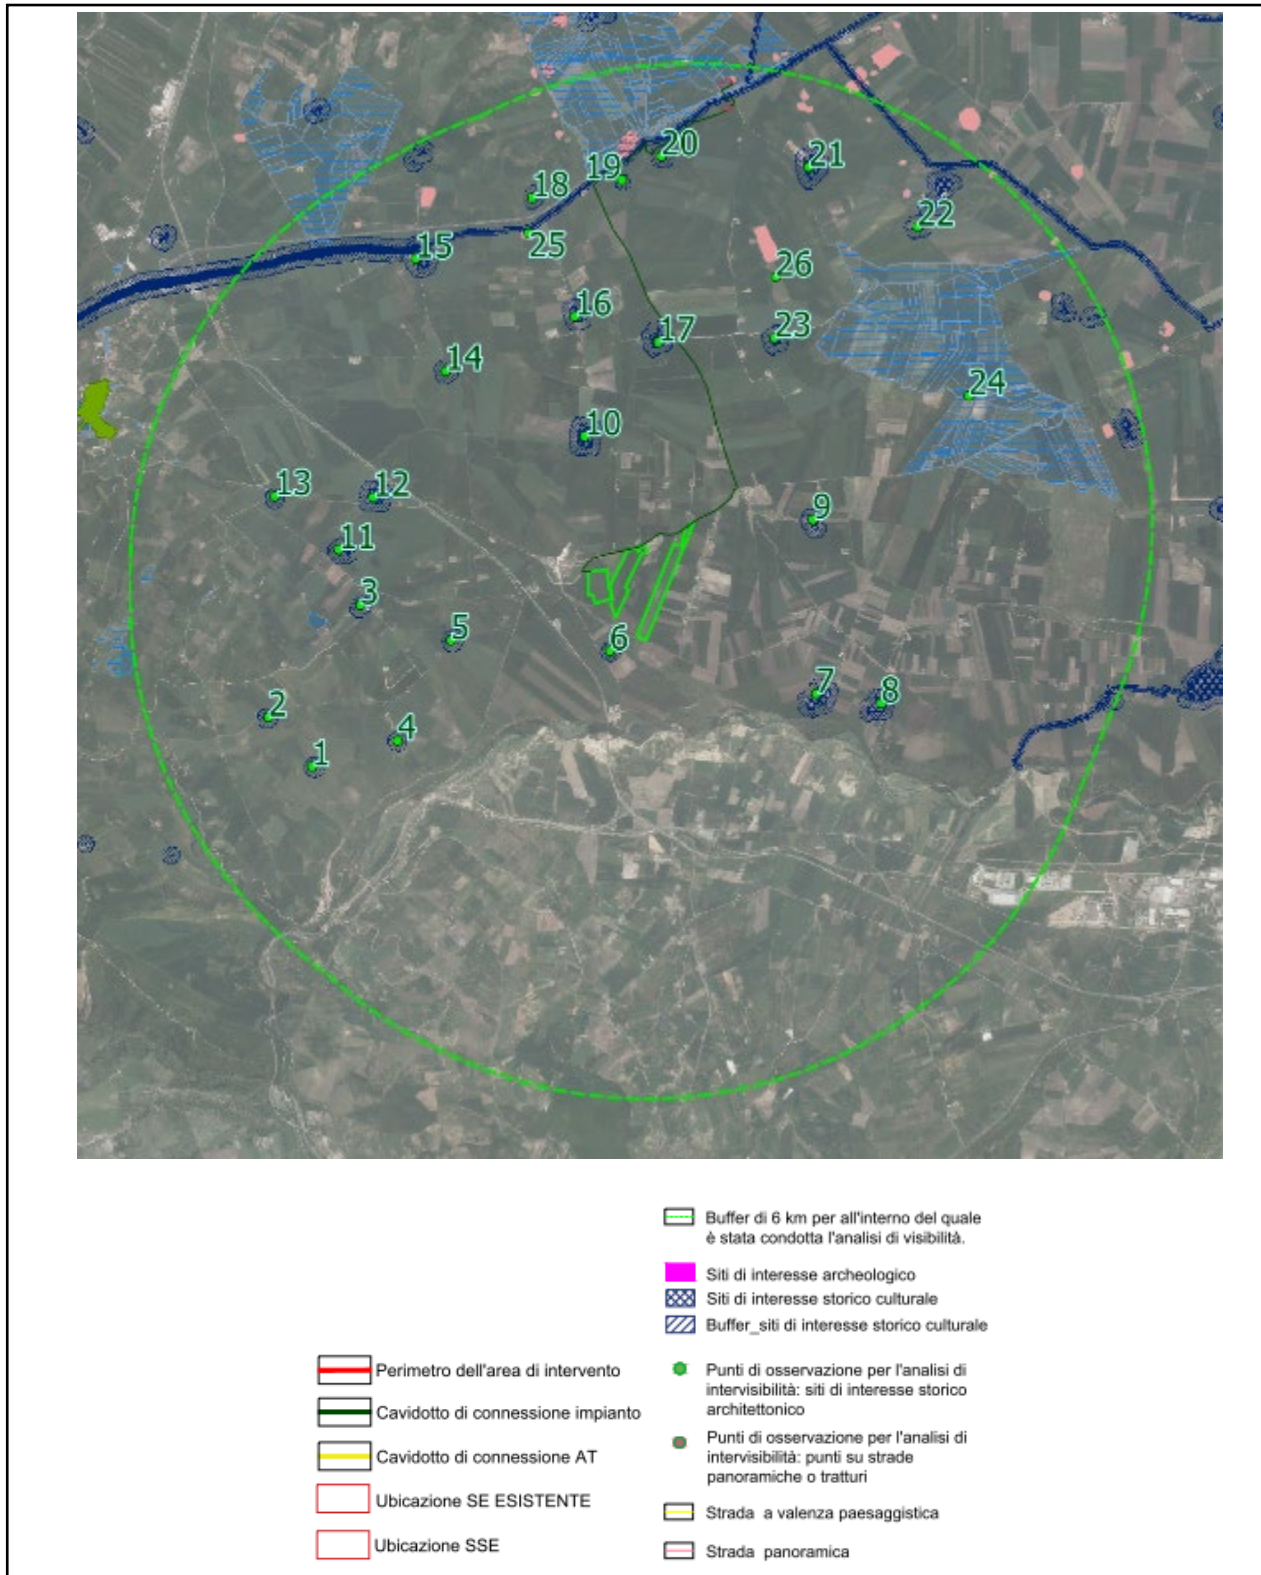 20
19
21
18
22
25
15
26
16
17
23
14
24
10
13
12
9
11
3
5
6
7
8
2
4
1
Buffer di 6 km per all'interno del quale
è stata condotta l'analisi di visibilità.
Siti di interesse archeologico
Siti di interesse storico culturale
Buffer_siti di interesse storico culturale
Perimetro dell'area di intervento
Cavidotto di connessione impianto
Cavidotto di connessione AT
Ubicazione SE ESISTENTE
Ubicazione SSE
Punti di osservazione per l'analisi di
intervisibilità: siti di interesse storico
architettonico
Punti di osservazione per l'analisi di
intervisibilità: punti su strade
panoramiche o tratturi
Strada a valenza paesaggistica
Strada panoramica